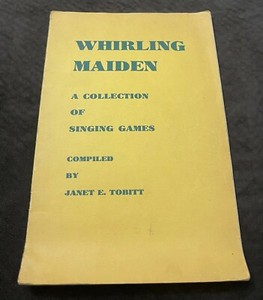 WHIRLING
MAIDEN
A COLLECTION
OF
SINGING GAMES
COMPILED
BY
JANET E. TOBITT